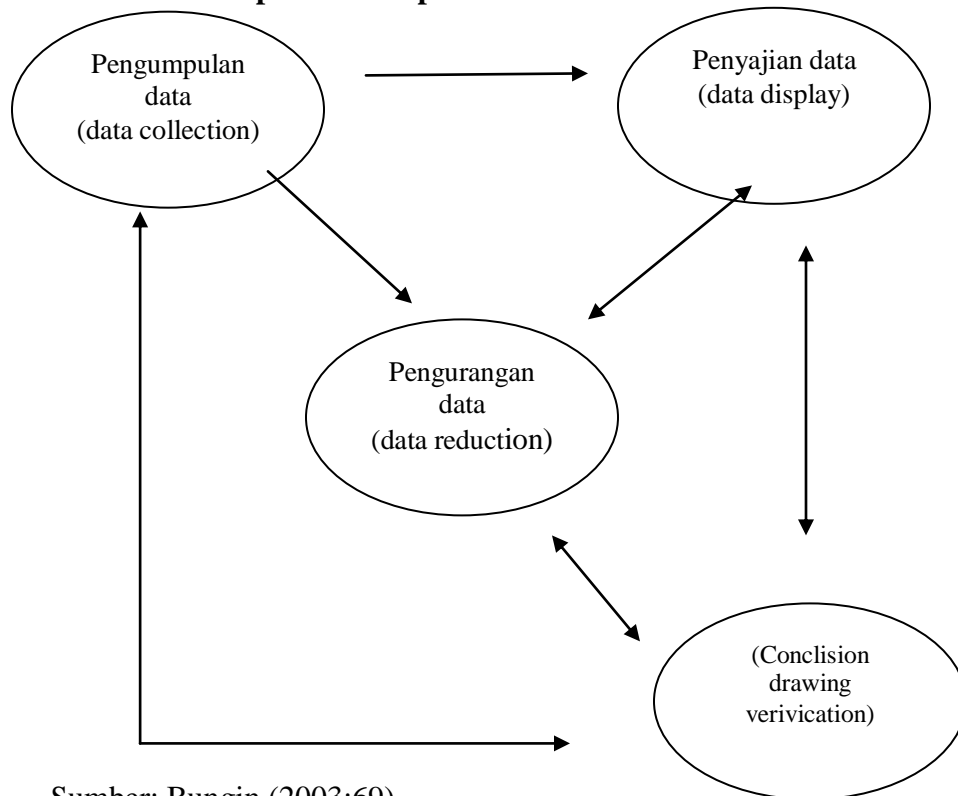 Pengumpulan
data
(data collection)
Penyajian data
(data display)
Pengurangan
data
(data reduction)
(Conclision
drawing
verivication)
Sumber: Bungin (2003:69)